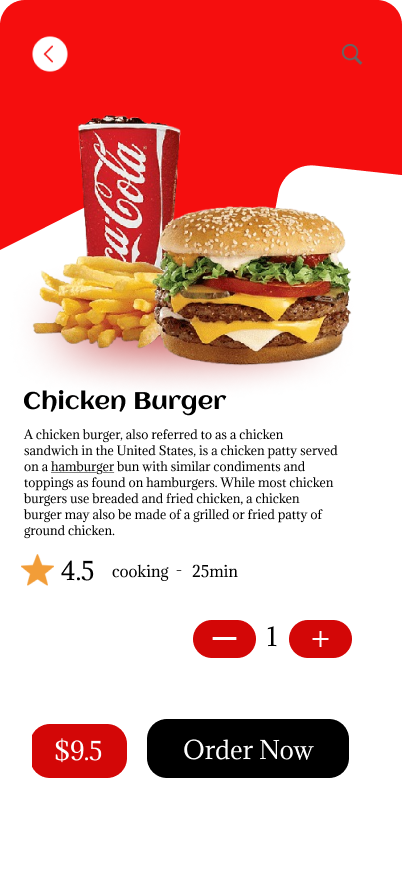 Coca-Cola
Chicken Burger
A chicken burger, also referred to as a chicken
sandwich in the United States, is a chicken patty served
on a hamburger bun with similar condiments and
toppings as found on hamburgers. While most chicken
burgers use breaded and fried chicken, a chicken
burger may also be made of a grilled or fried patty of
ground chicken.
4.5 cooking - 25min
— 1 +
$9.5 Order Now